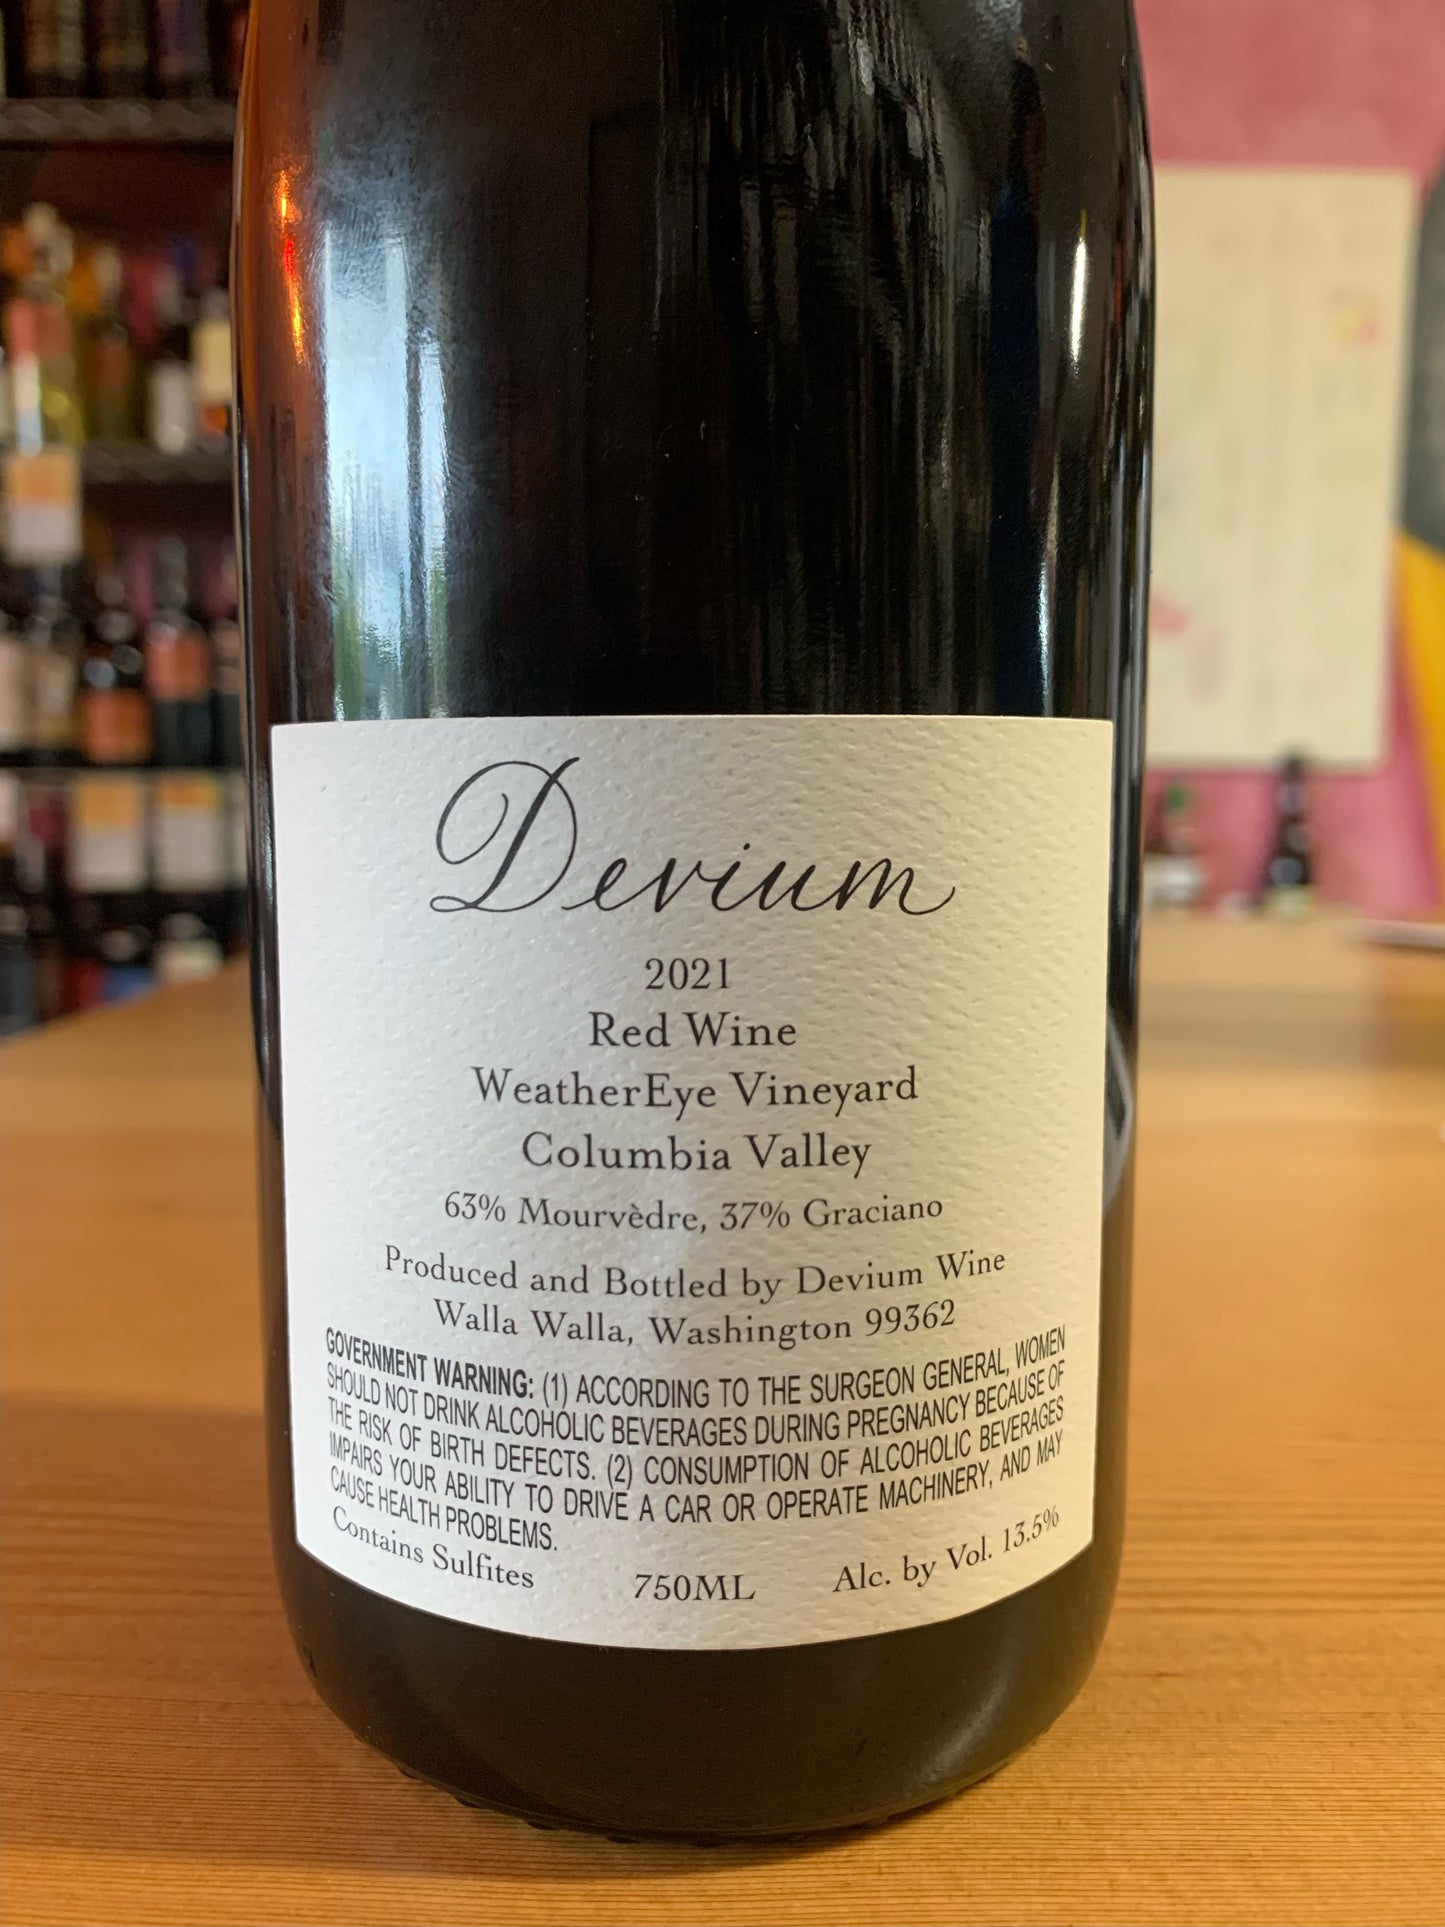 Devium
2021
Red Wine
WeatherEye Vineyard
Columbia Valley
63% Mourvèdre, 37% Graciano
Produced and Bottled by Devium Wine
Walla Walla, Washington 99362
GOVERNMENT WARNING: (1) ACCORDING TO THE SURGEON GENERAL, WOMEN
SHOULD NOT DRINK ALCOHOLIC BEVERAGES DURING PREGNANCY BECAUSE OF
THE RISK OF BIRTH DEFECTS. (2) CONSUMPTION OF ALCOHOLIC BEVERAGES
IMPAIRS YOUR ABILITY TO DRIVE A CAR OR OPERATE MACHINERY, AND MAY
CAUSE HEALTH PROBLEMS.
Contains Sulfites 750ML Alc. by Vol. 13.5%